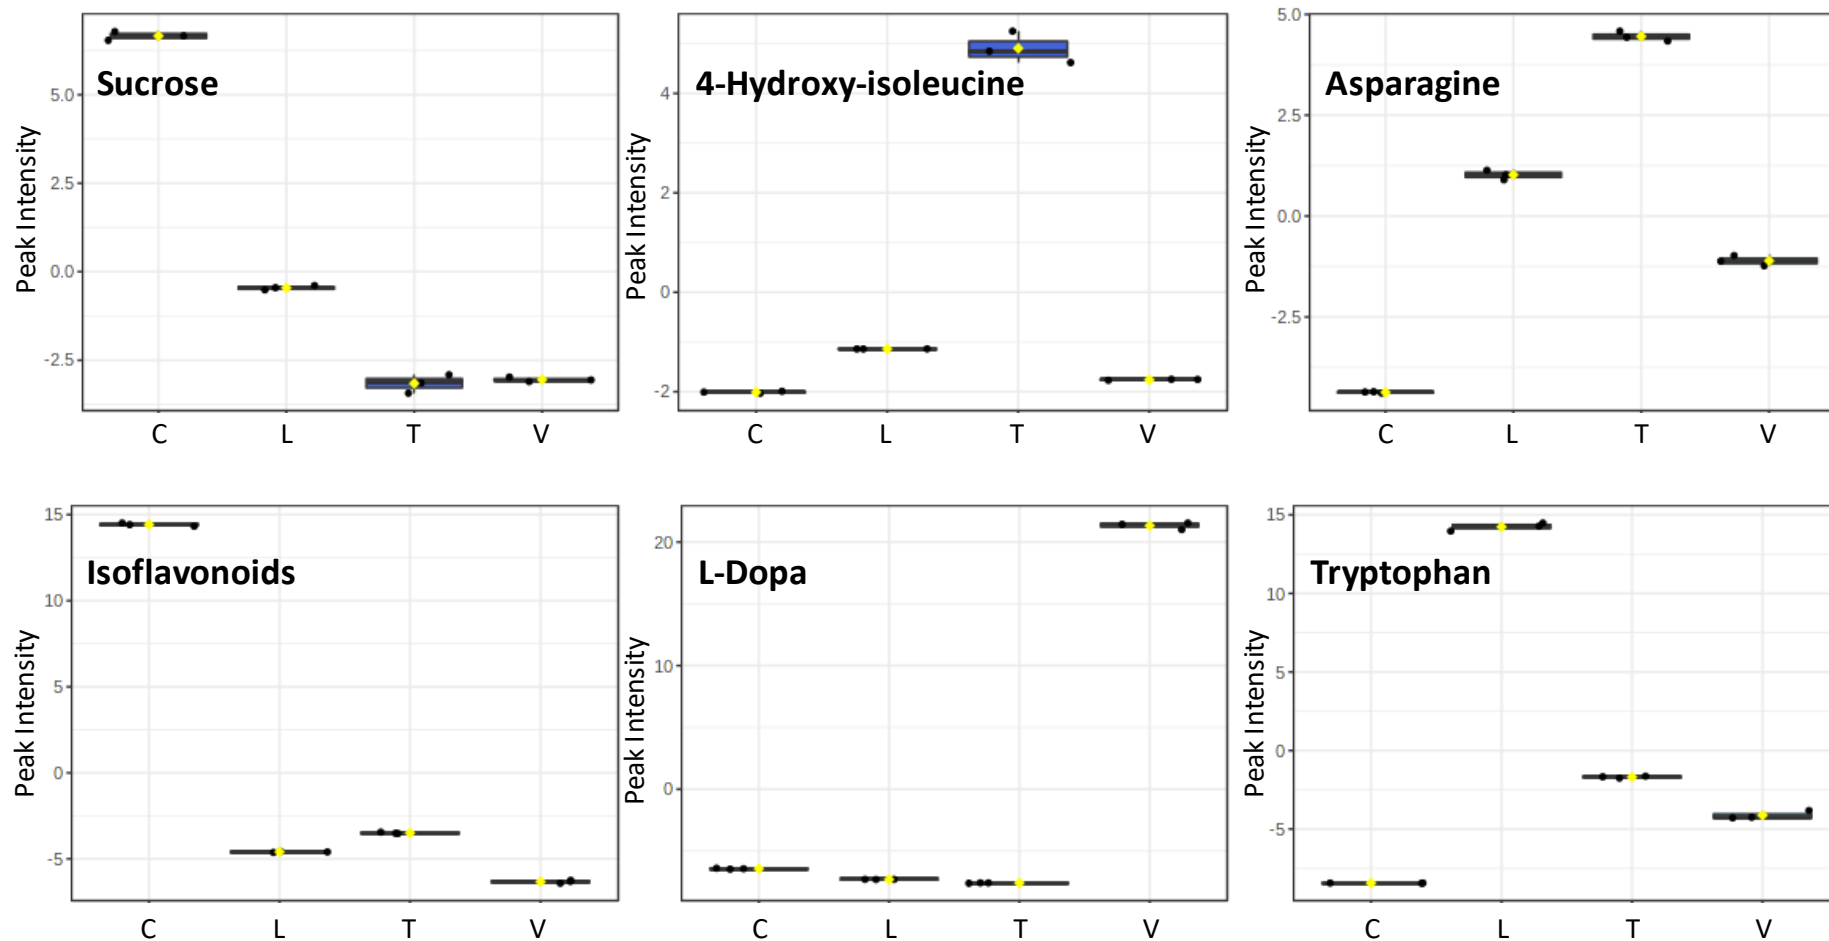 Sucrose
Peak Intensity
5.0
2.5
0.0
-2.5
C L T V
4-Hydroxy-isoleucine
Peak Intensity
4
2
0
-2
C L T V
Asparagine
Peak Intensity
5.0
2.5
0.0
-2.5
C L T V
Isoflavonoids
Peak Intensity
15
10
5
0
-5
C L T V
L-Dopa
Peak Intensity
20
10
0
C L T V
Tryptophan
Peak Intensity
15
10
5
0
-5
C L T V